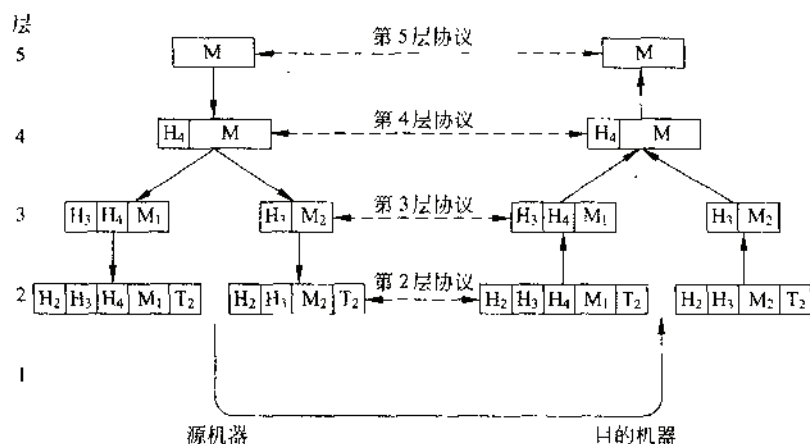 层
5 M 第5层协议 M
4 H4 M 第4层协议 H4 M
3 H3 H4 M1 H3 M2 第3层协议 H3 H4 M1 H3 M2
2 H2 H3 H4 M1 T2 H2 H3 M2 T2 第2层协议 H2 H3 H4 M1 T2 H2 H3 M2 T2
1
源机器 目的机器